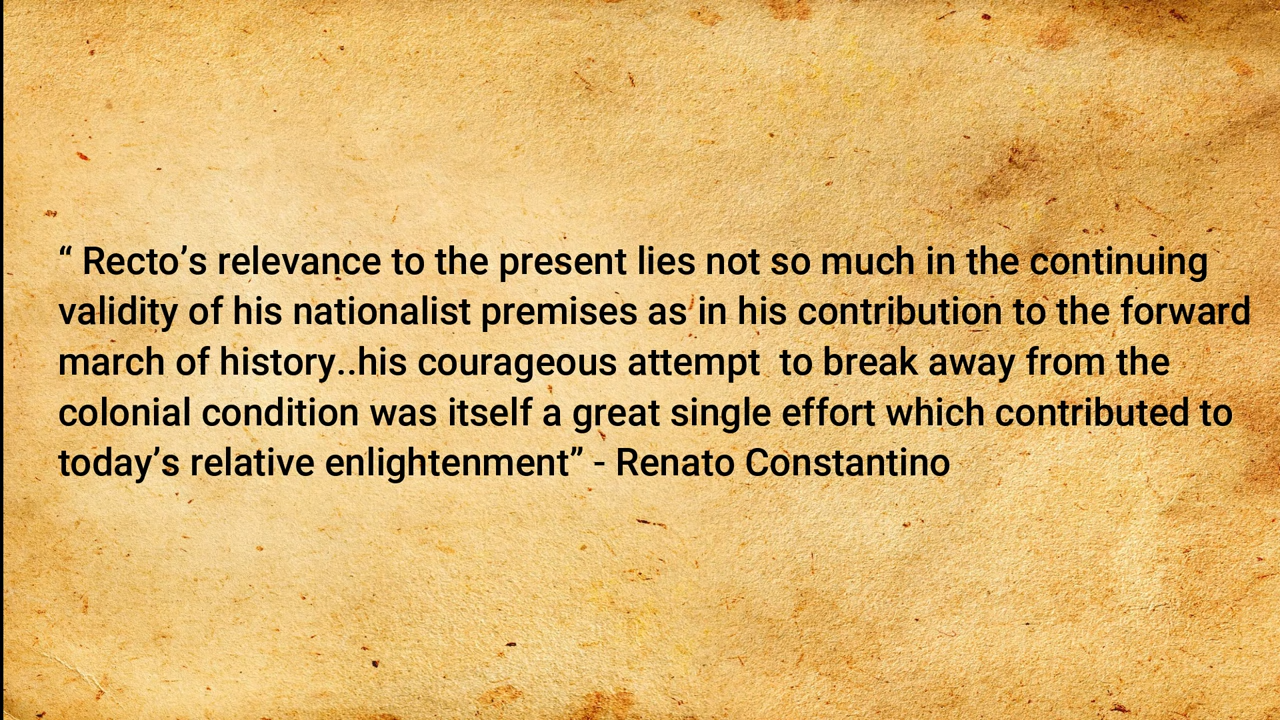 “ Recto’s relevance to the present lies not so much in the continuing
validity of his nationalist premises as in his contribution to the forward
march of history..his courageous attempt  to break away from the
colonial condition was itself a great single effort which contributed to
today’s relative enlightenment” - Renato Constantino